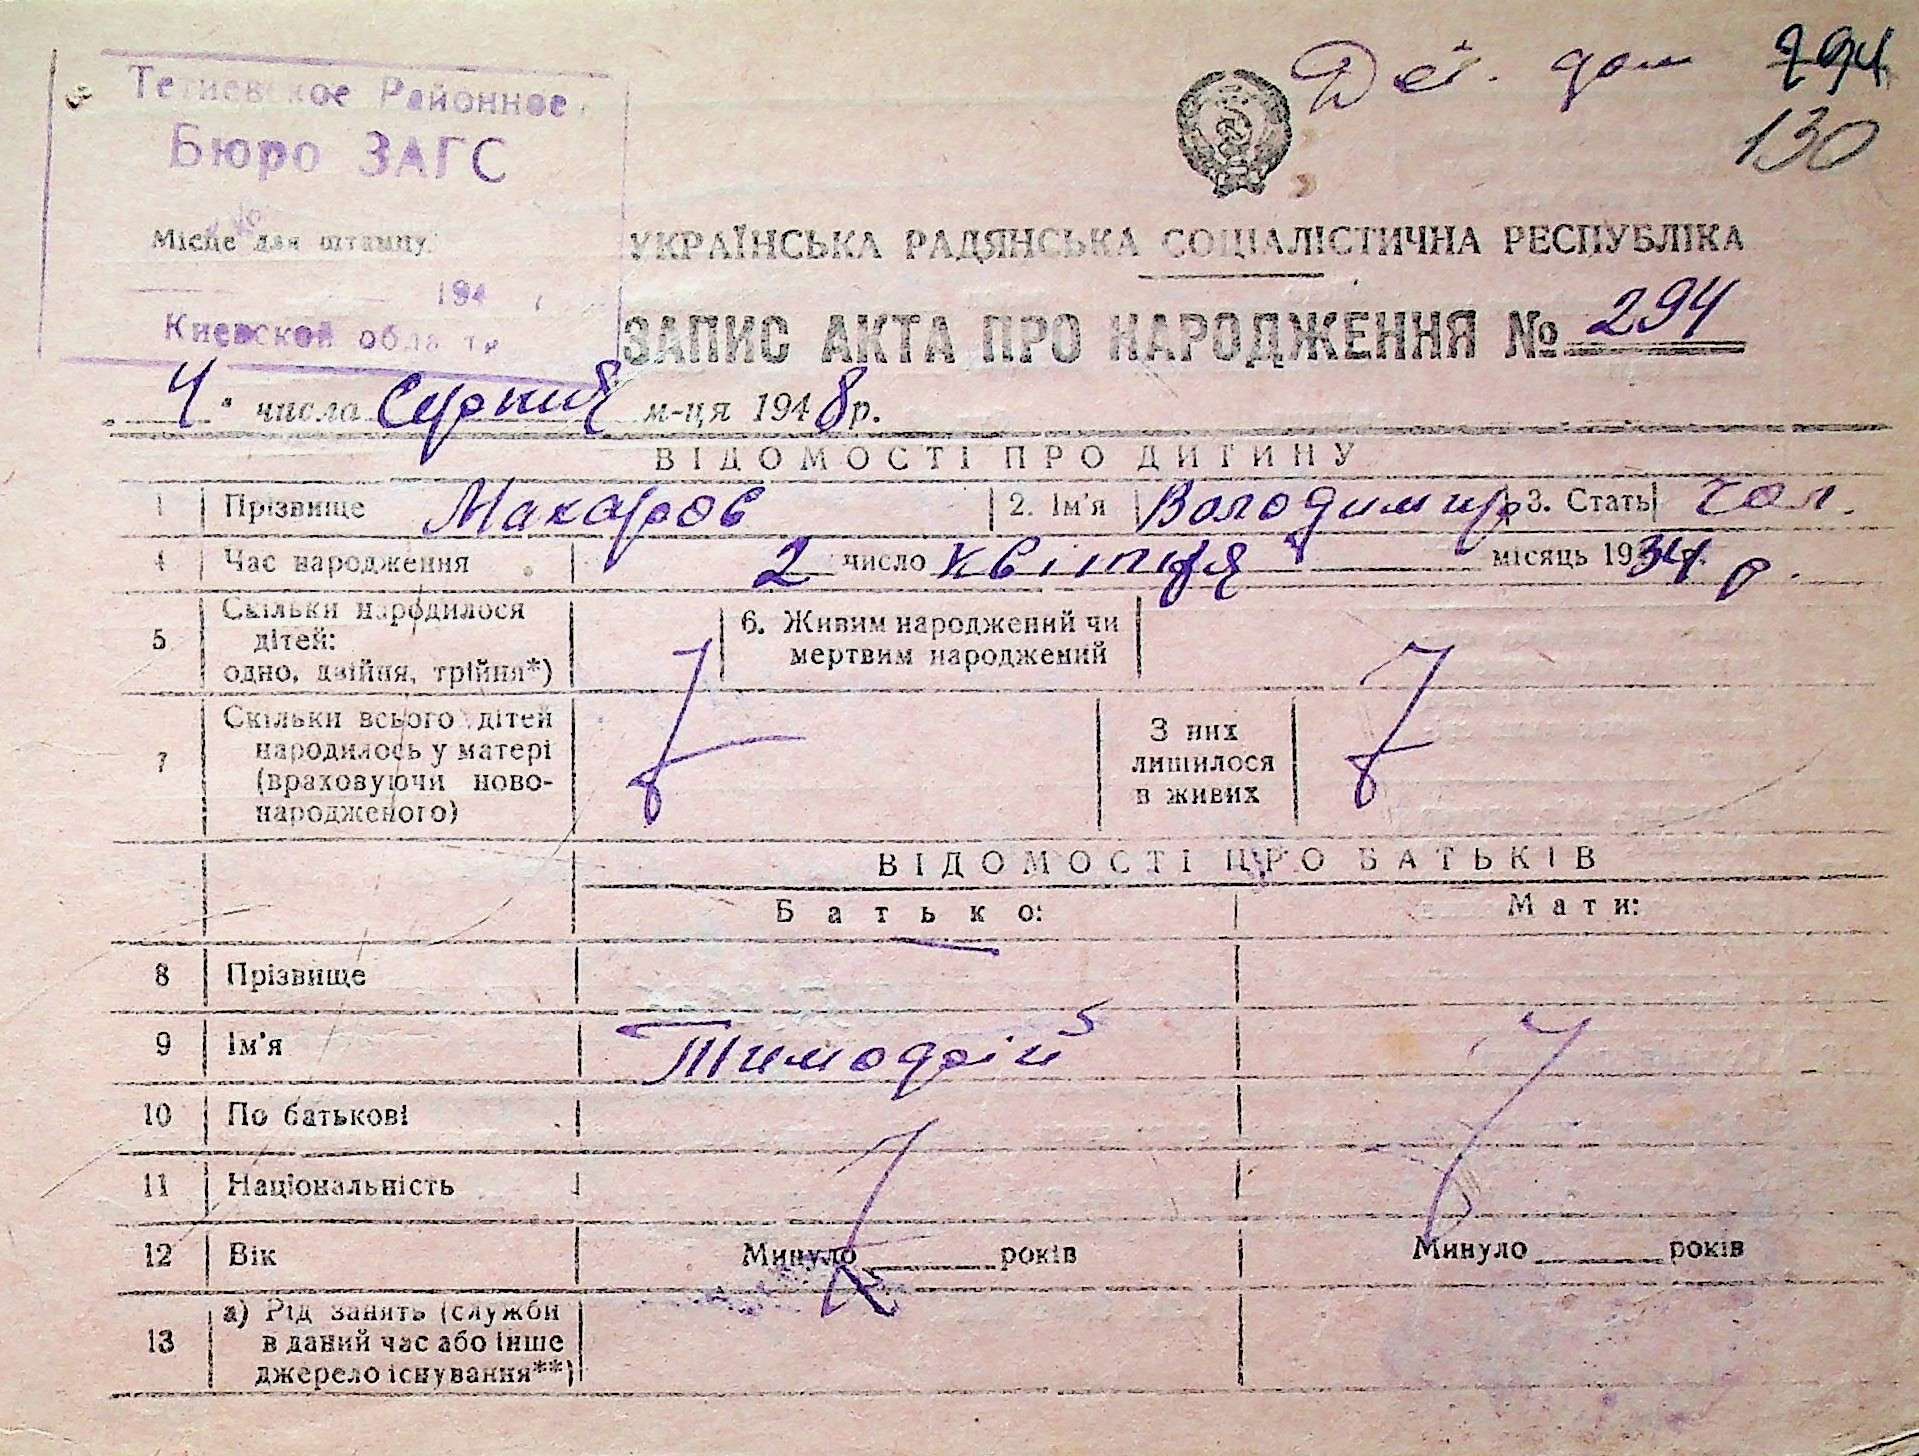 Дет. дом 294
130
Тетиевское Районное
Бюро ЗАГС
Місце для штампу
194
Киевской области
УКРАЇНСЬКА РАДЯНСЬКА СОЦІАЛІСТИЧНА РЕСПУБЛІКА
ЗАПИС АКТА ПРО НАРОДЖЕННЯ № 294
"4" числа Серпня м-ця 1948 р.
ВІДОМОСТІ ПРО ДИТИНУ
1 Прізвище Макаров 2. Ім'я Володимир 3. Стать Чол.
4 Час народження 2 число квітня місяць 1934 р.
5 Скільки народилося дітей: одно, двійня, трійня*) 6. Живим народжений чи мертвим народжений
7 Скільки всього дітей народилось у матері (враховуючи новонародженого) З них лишилося в живих
ВІДОМОСТІ ПРО БАТЬКІВ
Батько: Мати:
8 Прізвище
9 Ім'я Тимофій
10 По батькові
11 Національність
12 Вік Минуло ______ років Минуло ______ років
13 а) Рід занять (служби в даний час або інше джерело існування**)